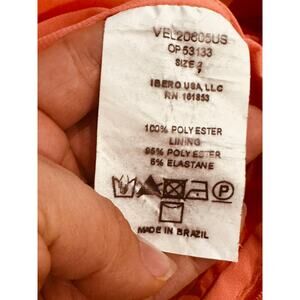 VEL20605US
OP 53133
SIZE 2
IBERO USA, LLC
RN 161853
100% POLYESTER
LINING
95% POLYESTER
5% ELASTANE
P
MADE IN BRAZIL